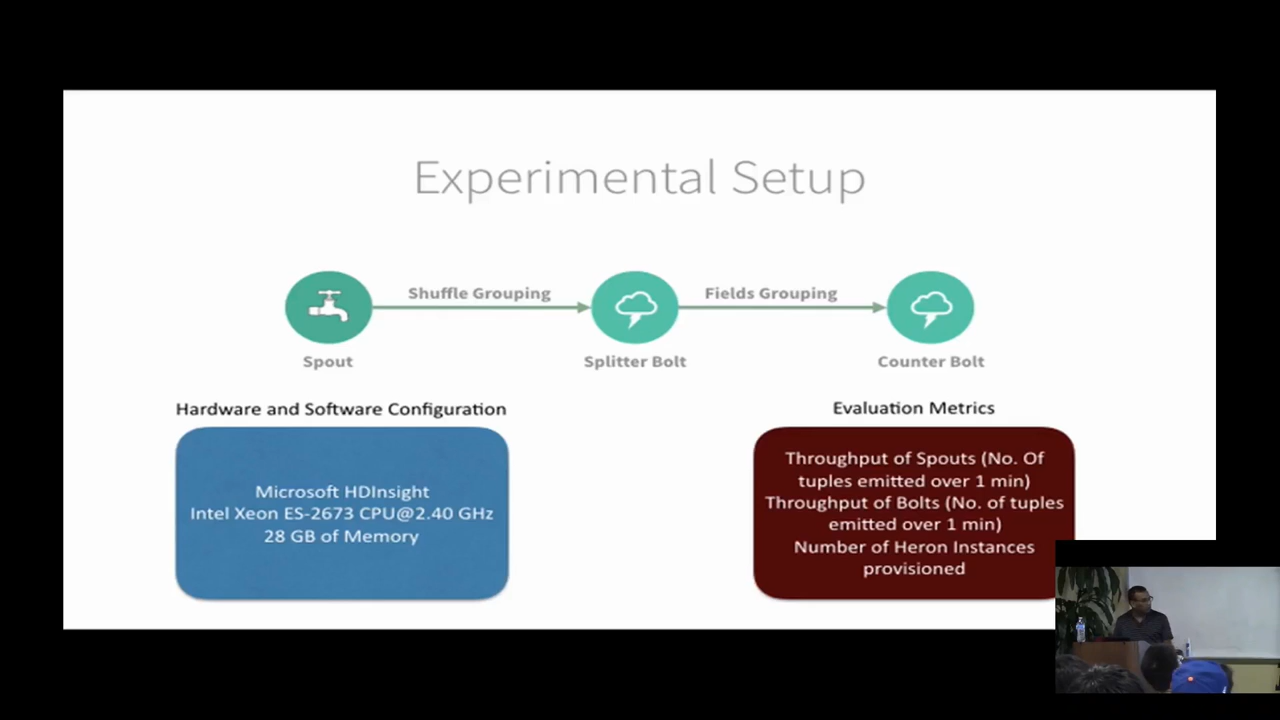 Experimental Setup
Shuffle Grouping
Fields Grouping
Spout
Splitter Bolt
Counter Bolt
Hardware and Software Configuration
Microsoft HDInsight
Intel Xeon ES-2673 CPU@2.40 GHz
28 GB of Memory
Evaluation Metrics
Throughput of Spouts (No. Of
tuples emitted over 1 min)
Throughput of Bolts (No. of tuples
emitted over 1 min)
Number of Heron Instances
provisioned